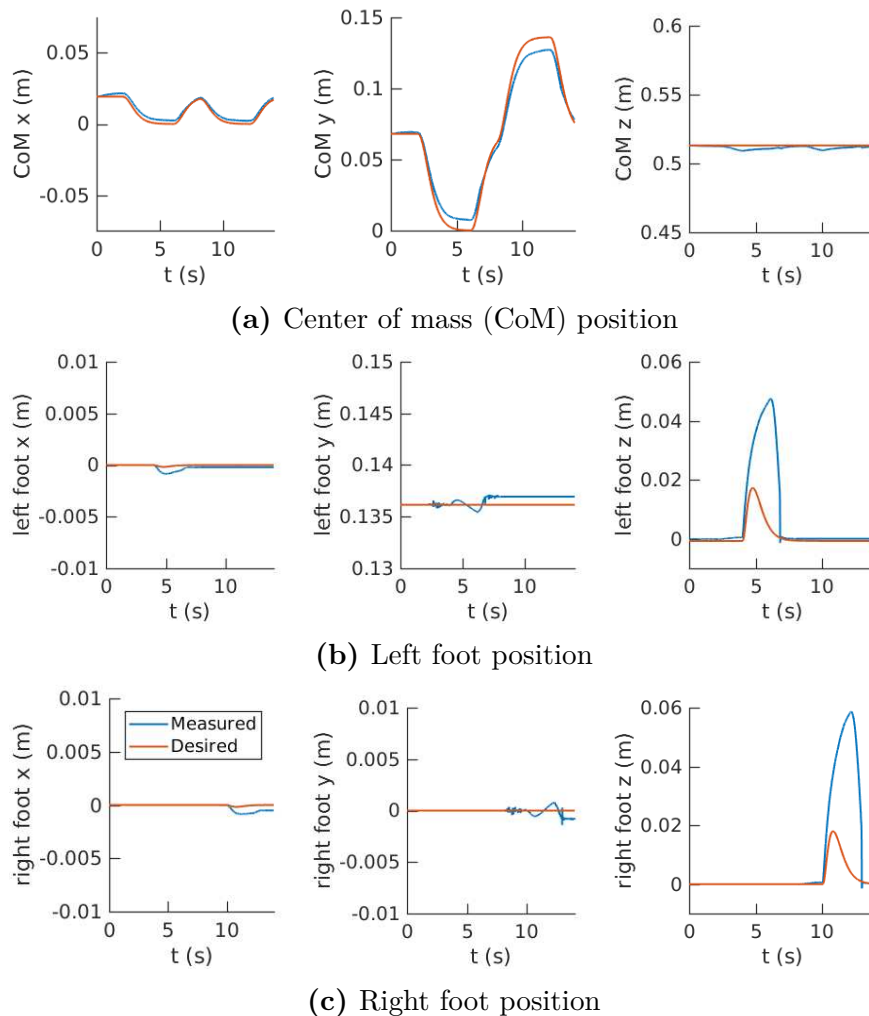 CoM x (m)
0.05
0
-0.05
0 5 10
t (s)
CoM y (m)
0.15
0.1
0.05
0
0 5 10
t (s)
CoM z (m)
0.6
0.55
0.5
0.45
0 5 10
t (s)
(a) Center of mass (CoM) position
left foot x (m)
0.01
0.005
0
-0.005
-0.01
0 5 10
t (s)
left foot y (m)
0.15
0.145
0.14
0.135
0.13
0 5 10
t (s)
left foot z (m)
0.06
0.04
0.02
0
0 5 10
t (s)
(b) Left foot position
right foot x (m)
0.01
0.005
0
-0.005
-0.01
Measured
Desired
0 5 10
t (s)
right foot y (m)
0.01
0.005
0
-0.005
-0.01
0 5 10
t (s)
right foot z (m)
0.06
0.04
0.02
0
0 5 10
t (s)
(c) Right foot position